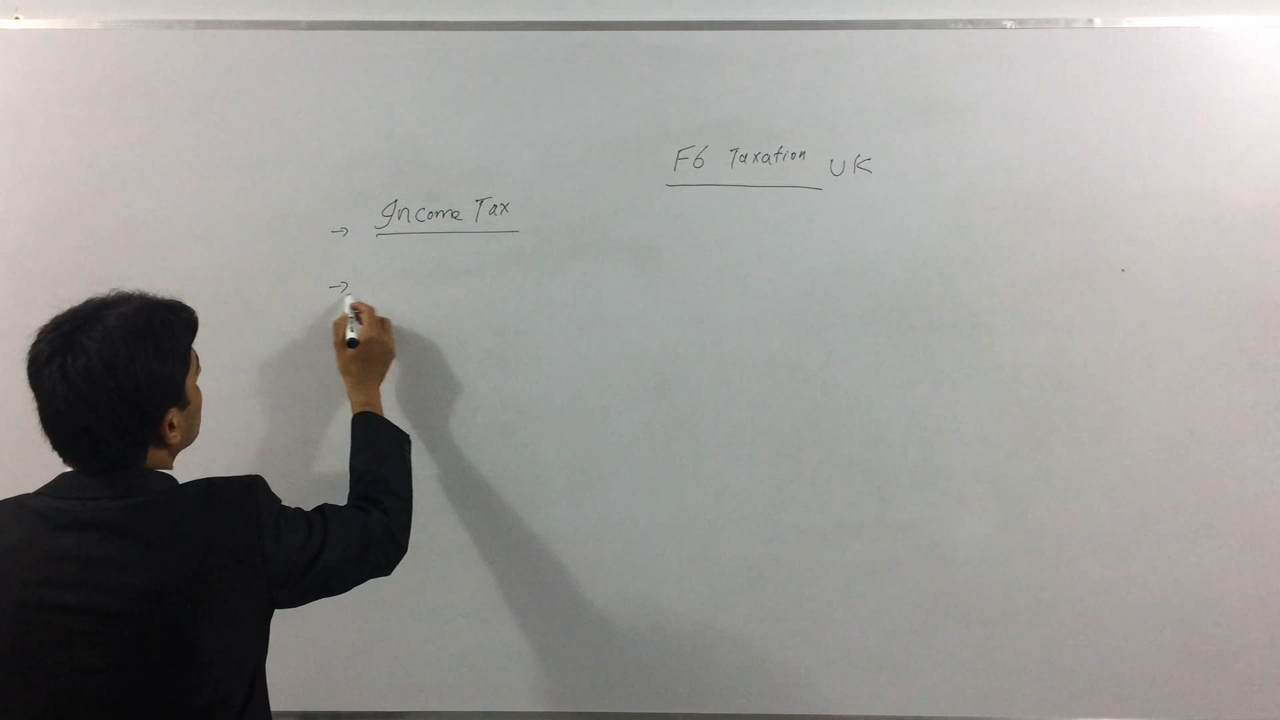 F6 Taxation UK
→ Income Tax
→